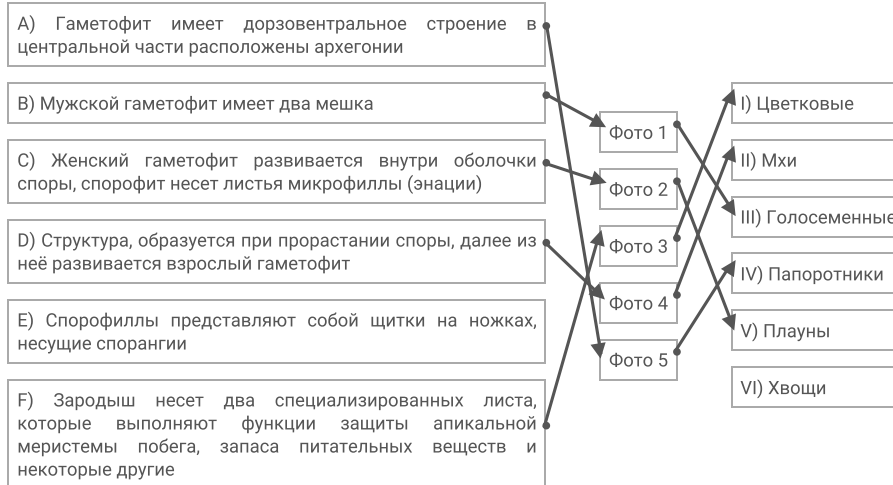 A) Гаметофит имеет дорзовентральное строение в
центральной части расположены архегонии
B) Мужской гаметофит имеет два мешка
C) Женский гаметофит развивается внутри оболочки
споры, спорофит несет листья микрофиллы (энации)
D) Структура, образуется при прорастании споры, далее из
неё развивается взрослый гаметофит
E) Спорофиллы представляют собой щитки на ножках,
несущие спорангии
F) Зародыш несет два специализированных листа,
которые выполняют функции защиты апикальной
меристемы побега, запаса питательных веществ и
некоторые другие
Фото 1
Фото 2
Фото 3
Фото 4
Фото 5
I) Цветковые
II) Мхи
III) Голосеменные
IV) Папоротники
V) Плауны
VI) Хвощи